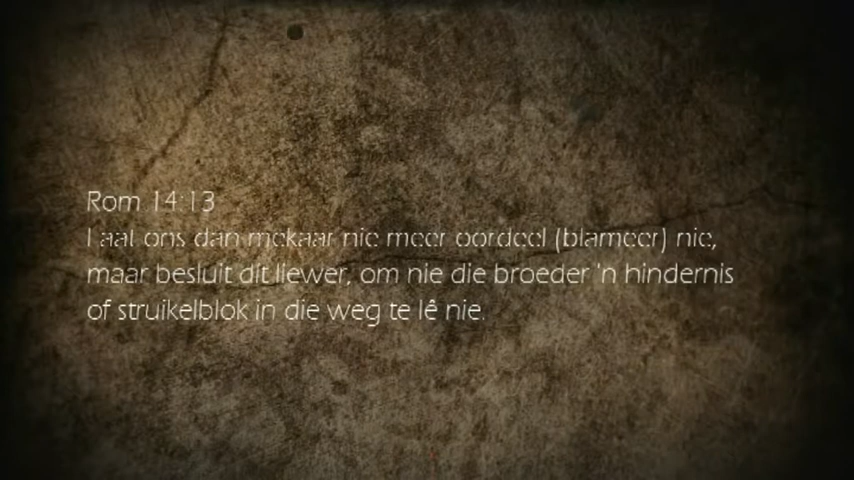 Rom 14:13
Laat ons dan mekaar nie meer oordeel (blameer) nie,
maar besluit dit liewer, om nie die broeder 'n hindernis
of struikelblok in die weg te lê nie.